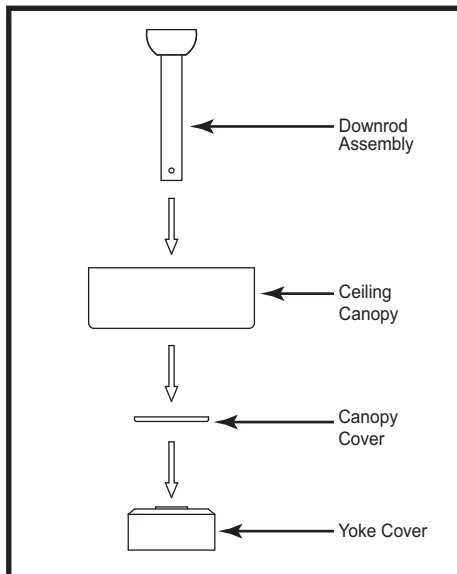 Downrod
Assembly
Ceiling
Canopy
Canopy
Cover
Yoke Cover